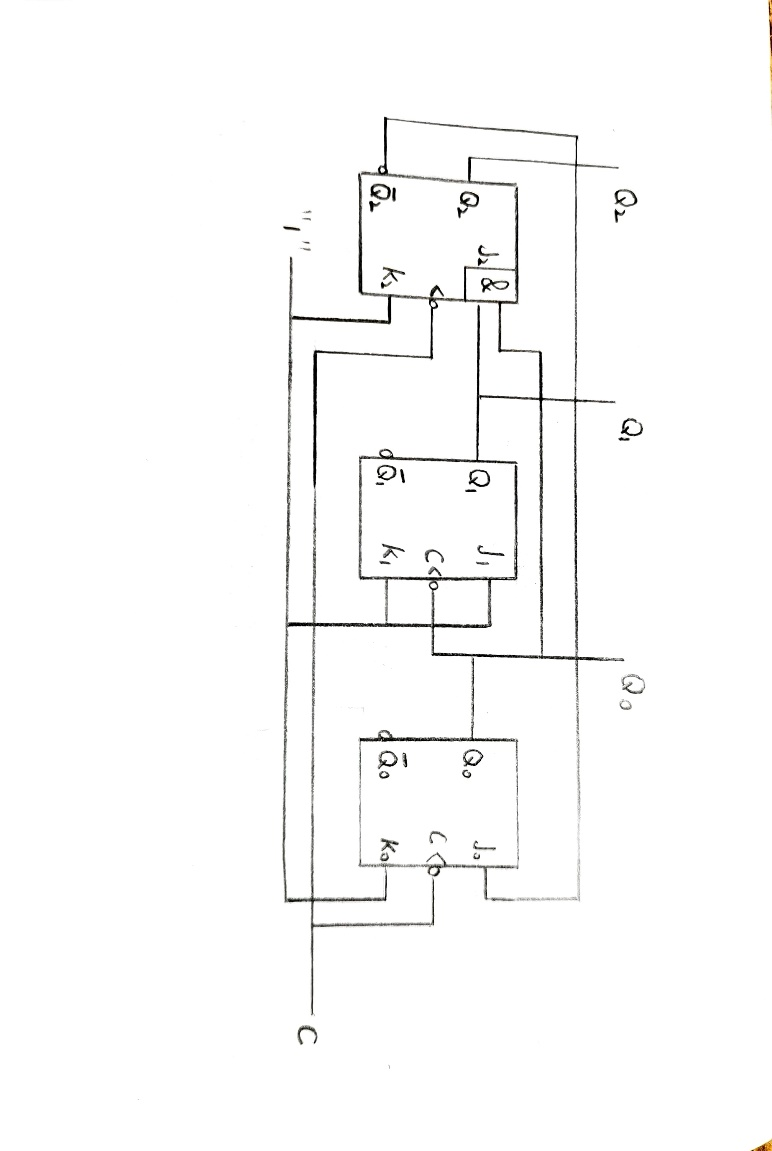 Q₂ Q₁ Q₀
Q₂ J₂ & Q₁ J₁ Q₀ J₀
C C
Q̅₂ K₂ Q̅₁ K₁ Q̅₀ K₀
"1" C